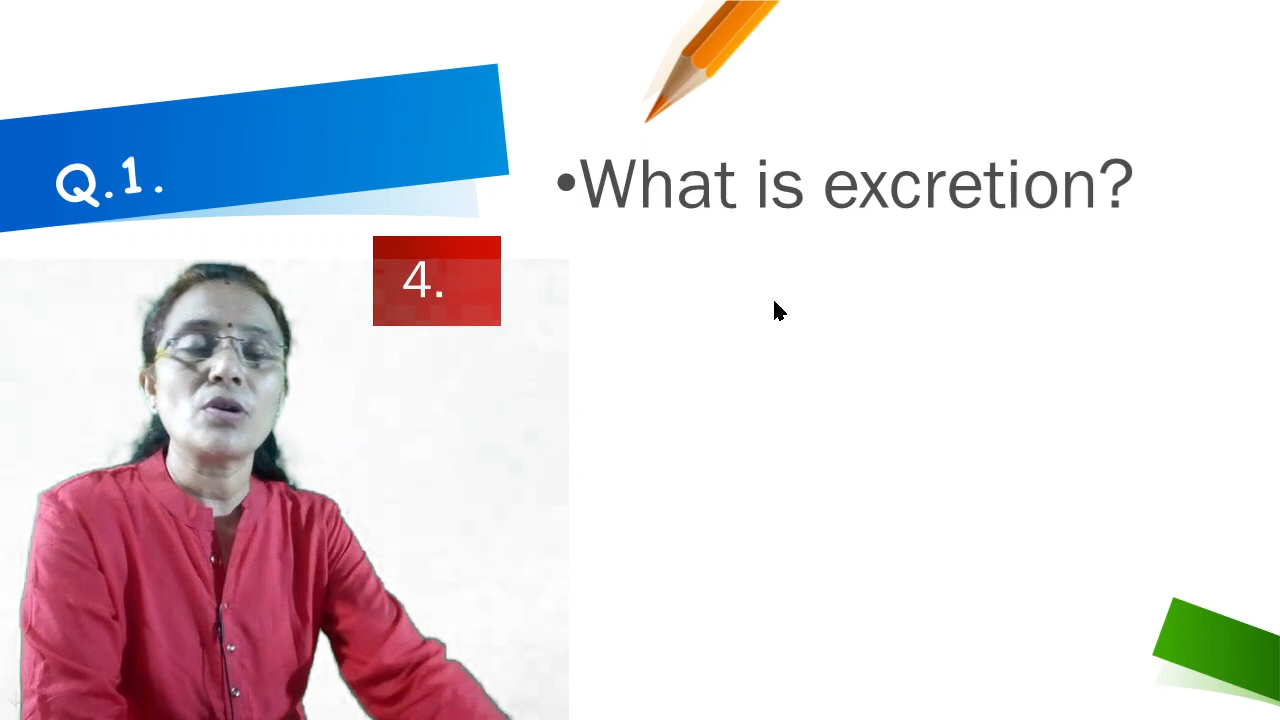 Q.1.
•What is excretion?
4.